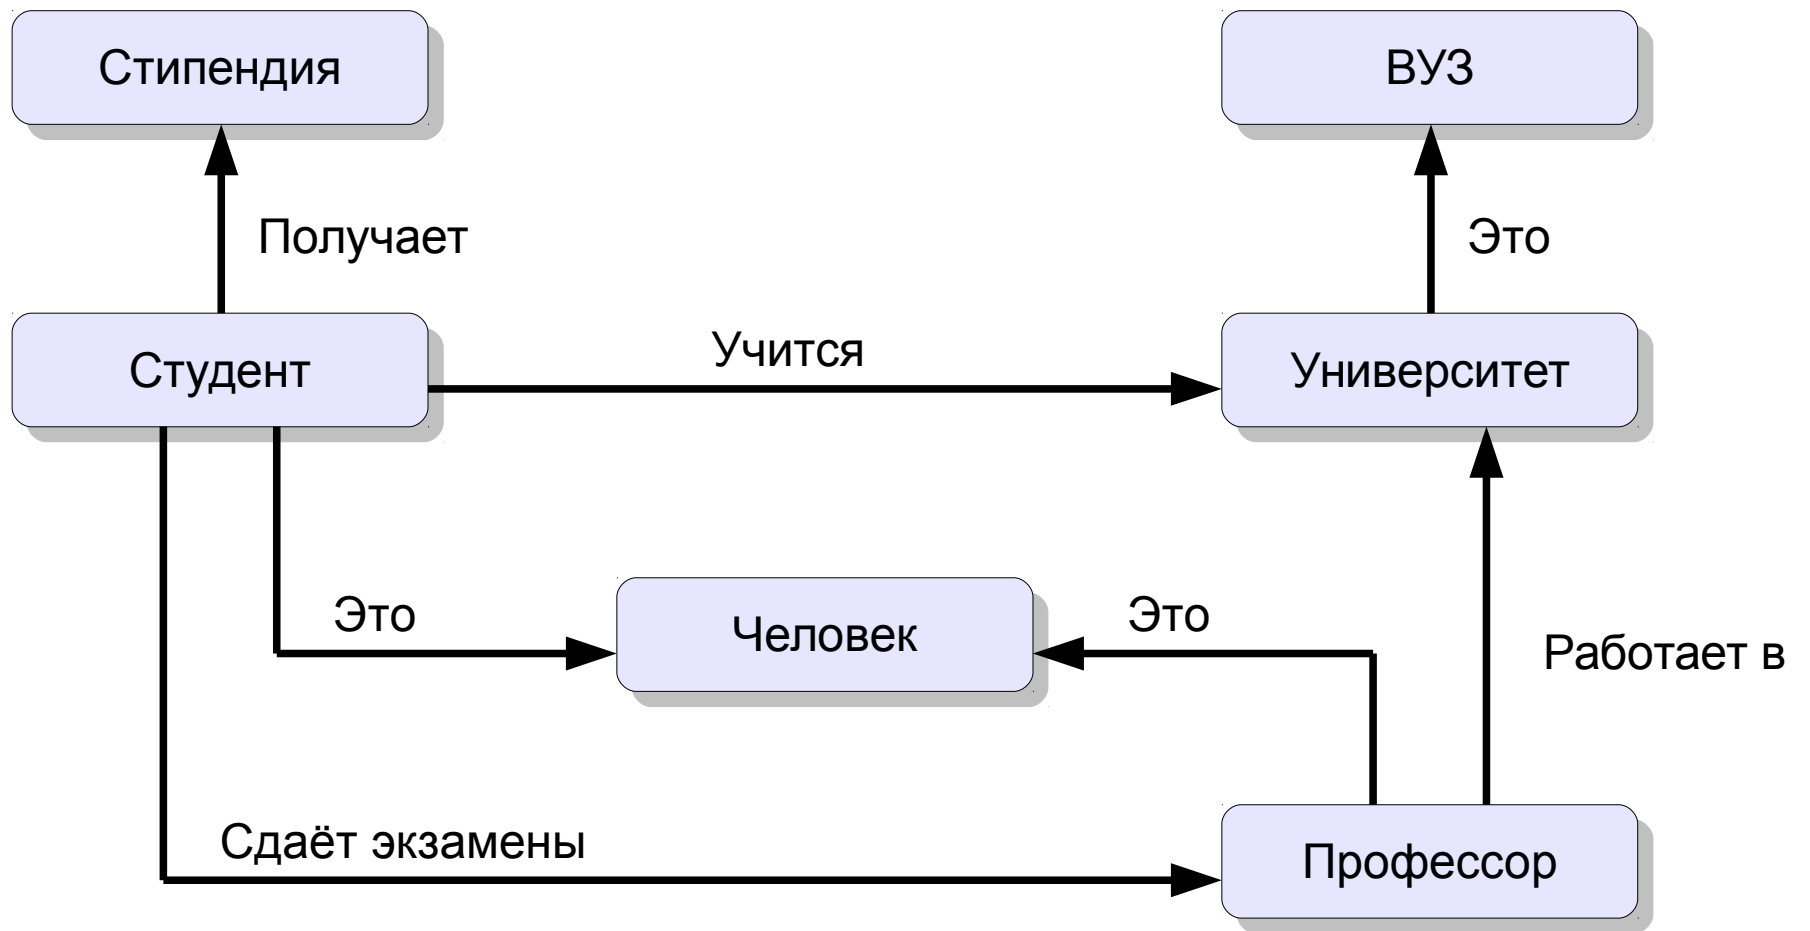 Стипендия
ВУЗ
Получает
Это
Студент
Учится
Университет
Это
Человек
Это
Работает в
Сдаёт экзамены
Профессор